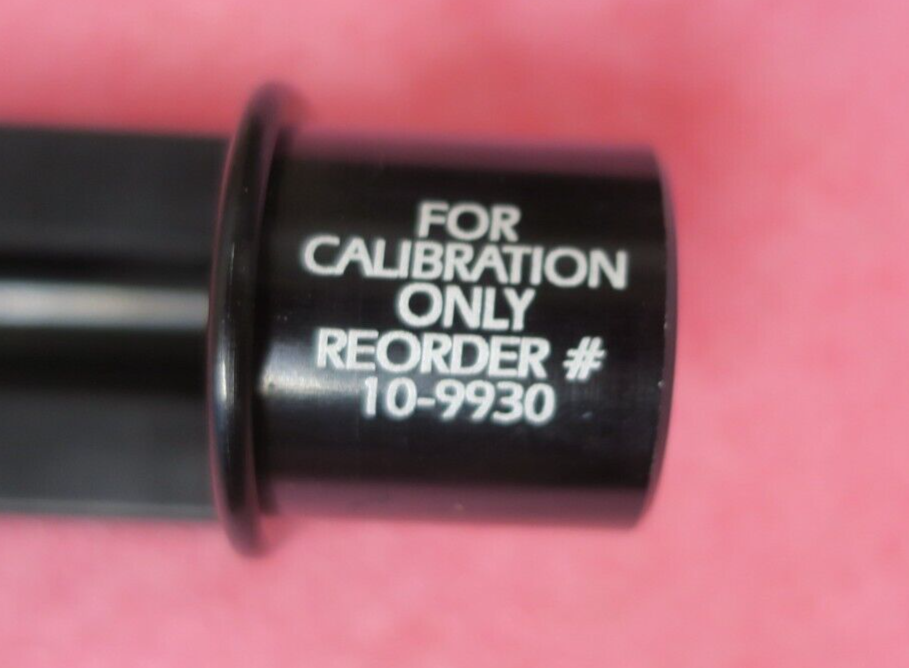 FOR
CALIBRATION
ONLY
REORDER #
10-9930